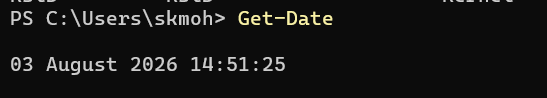 PS C:\Users\skmoh> Get-Date
03 August 2026 14:51:25